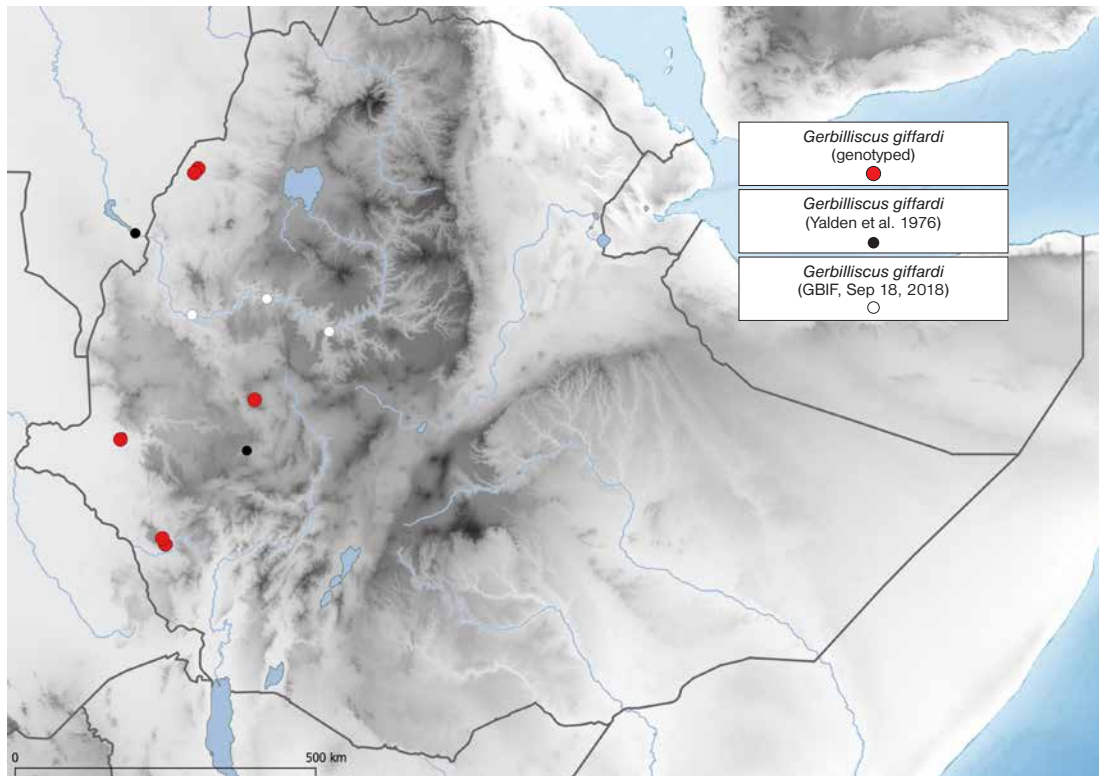 Gerbilliscus giffardi
(genotyped)
Gerbilliscus giffardi
(Yalden et al. 1976)
Gerbilliscus giffardi
(GBIF, Sep 18, 2018)
0 500 km